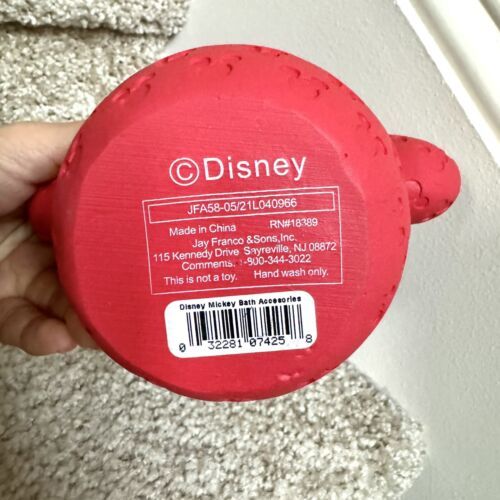 ©Disney
JFA58-05/21L040966
Made in China RN#18389
Jay Franco &Sons,Inc.
115 Kennedy Drive Sayreville, NJ 08872
Comments: 1-800-344-3022
This is not a toy. Hand wash only.
Disney Mickey Bath Accesories
0 32281 07425 8